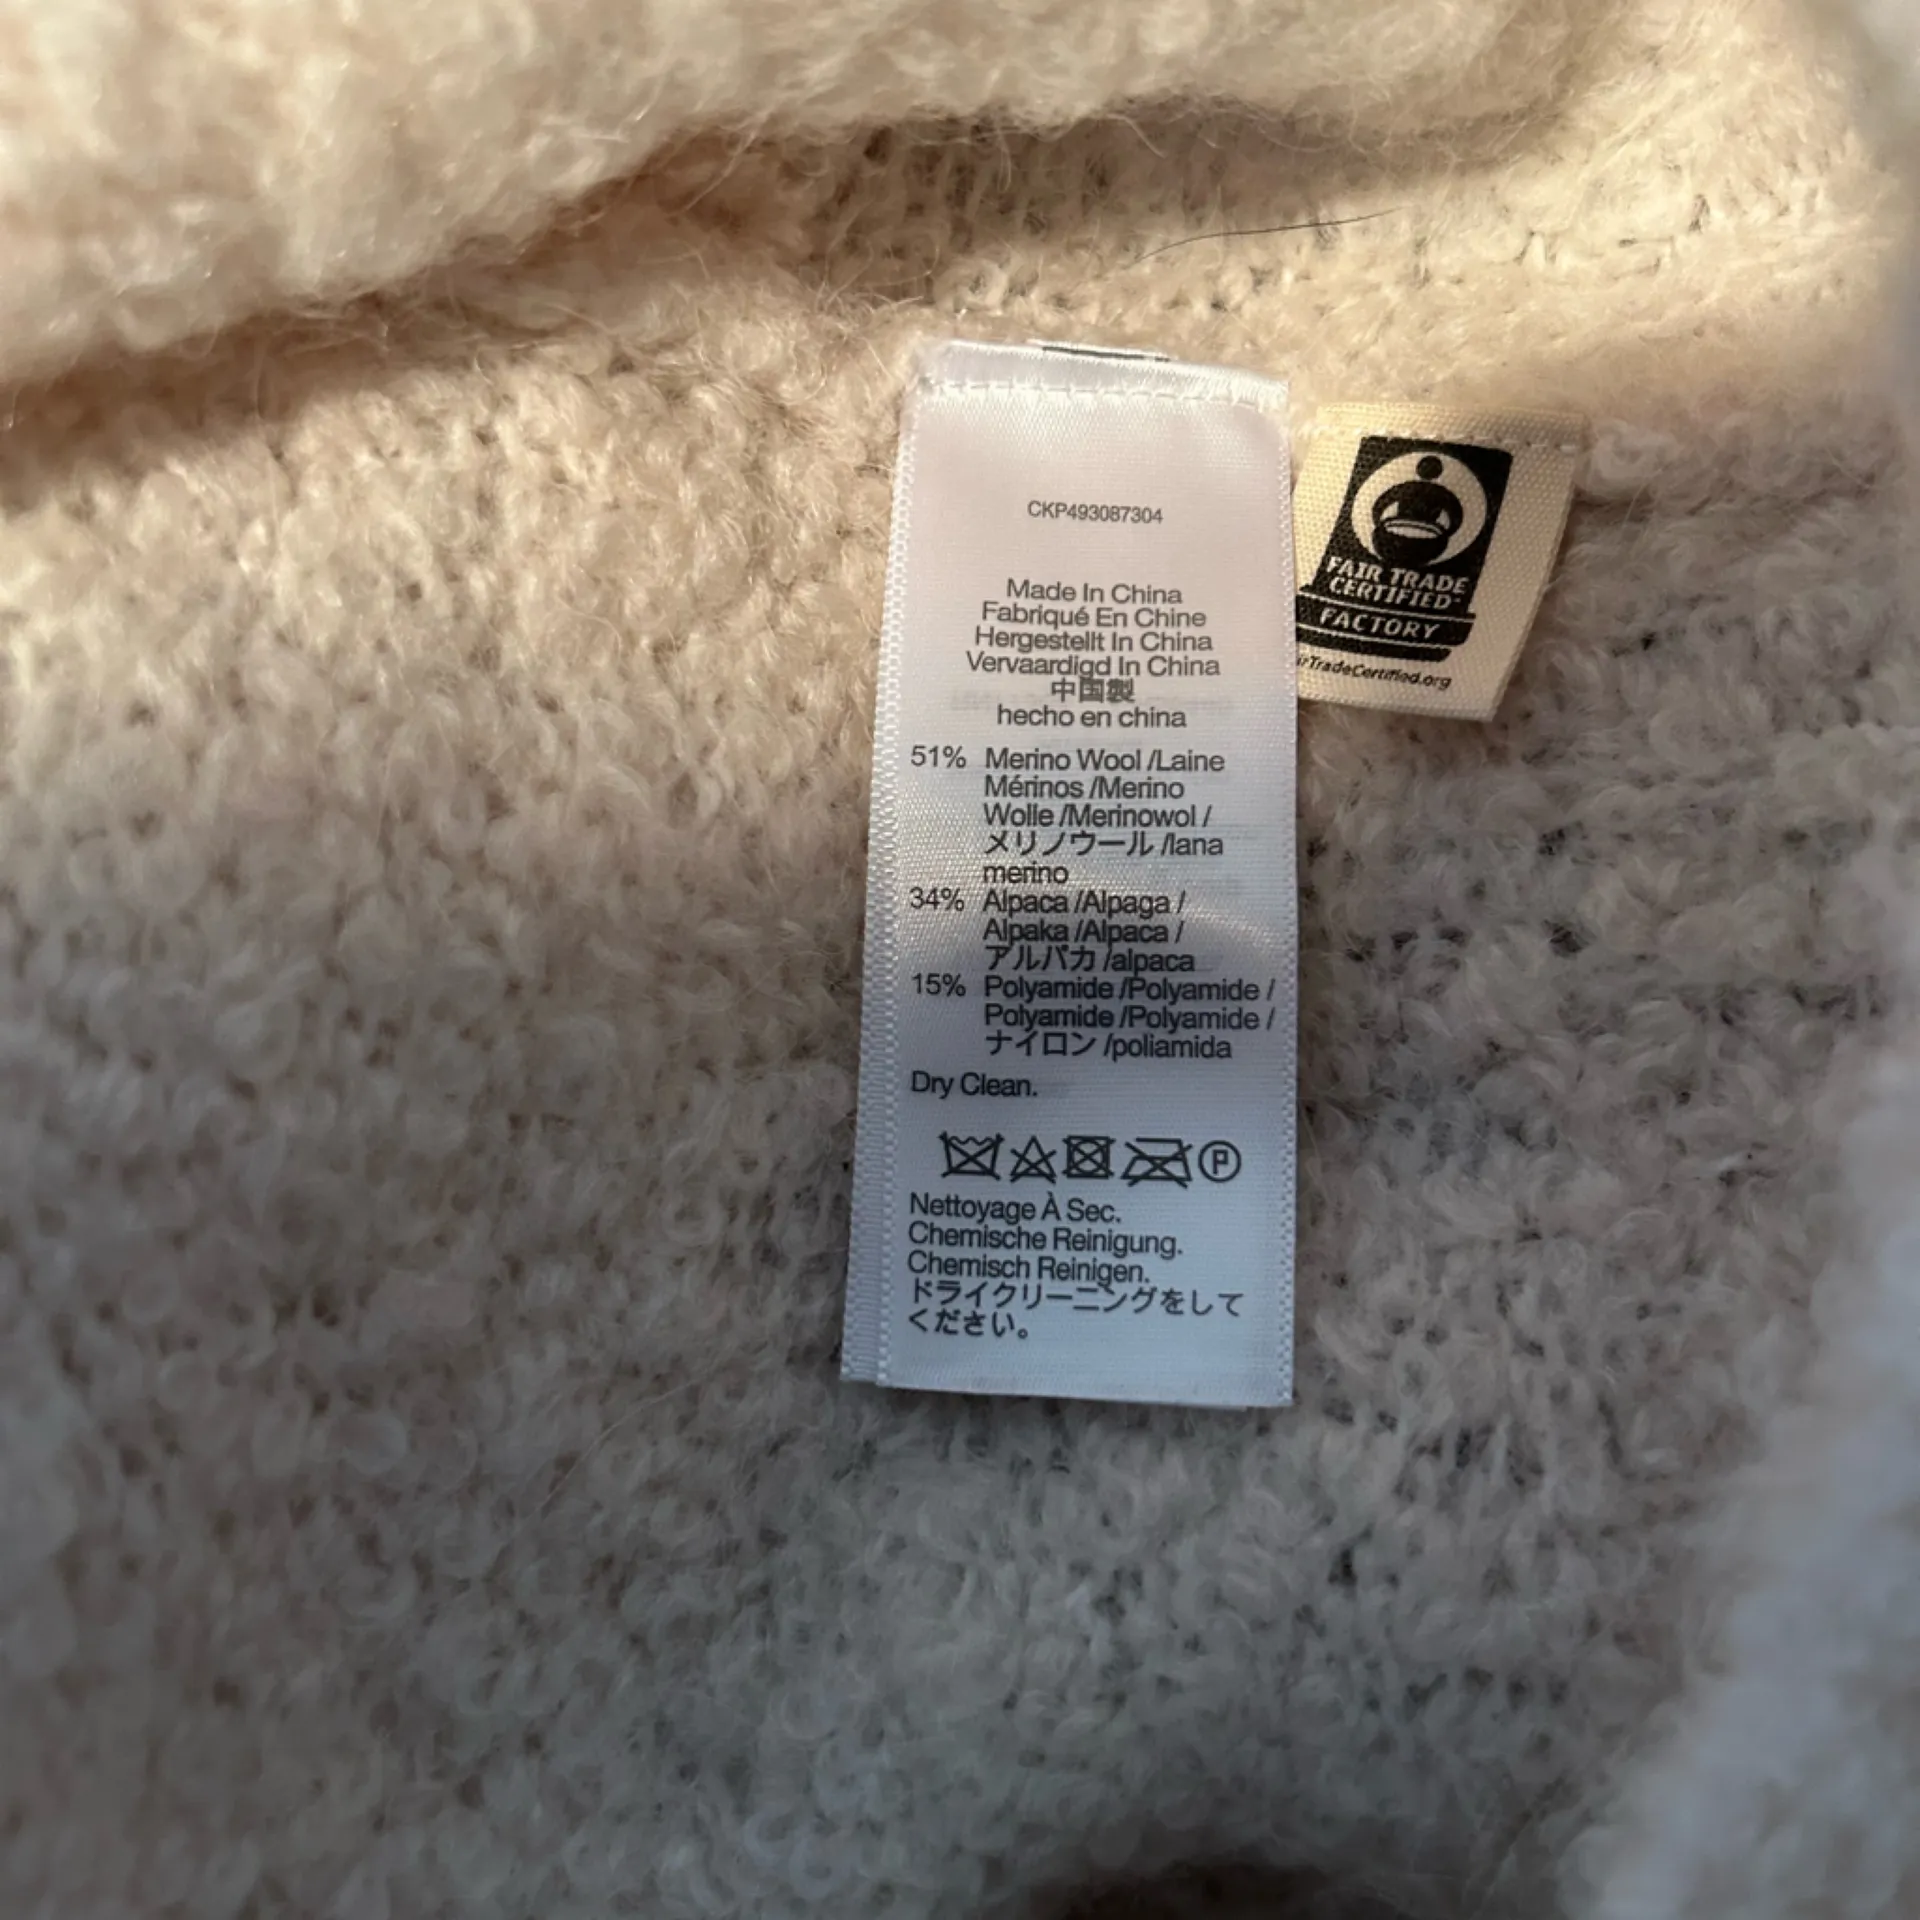 CKP493087304
Made In China
Fabriqué En Chine
Hergestellt In China
Vervaardigd In China
中国製
hecho en china
51% Merino Wool /Laine
Mérinos /Merino
Wolle /Merinowol /
メリノウール /lana
merino
34% Alpaca /Alpaga /
Alpaka /Alpaca /
アルパカ /alpaca
15% Polyamide /Polyamide /
Polyamide /Polyamide /
ナイロン /poliamida
Dry Clean.
P
Nettoyage À Sec.
Chemische Reinigung.
Chemisch Reinigen.
ドライクリーニングをして
ください。
FAIR TRADE
CERTIFIED
FACTORY
irTradeCertified.org